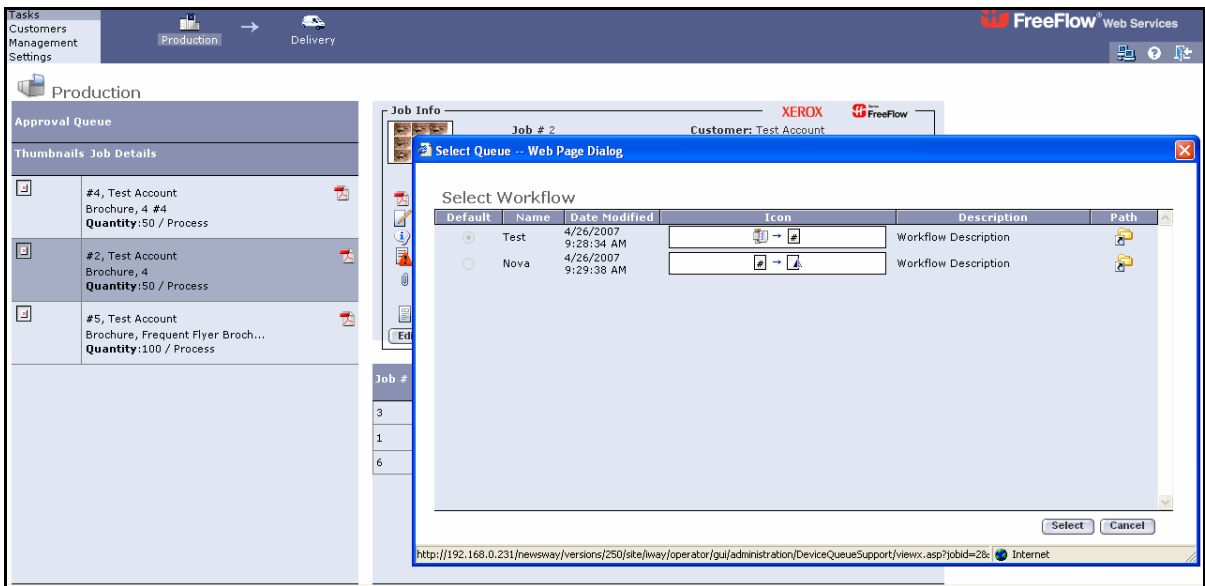 Tasks
Customers
Management
Settings
Production
Delivery
FreeFlow® Web Services
Production
Approval Queue
Thumbnails Job Details
#4, Test Account
Brochure, 4 #4
Quantity:50 / Process
#2, Test Account
Brochure, 4
Quantity:50 / Process
#5, Test Account
Brochure, Frequent Flyer Broch...
Quantity:100 / Process
Job Info
XEROX
FreeFlow
Job # 2
Customer: Test Account
Edi
Job #
3
1
6
Select Queue -- Web Page Dialog
Select Workflow
Default Name Date Modified Icon Description Path
Test 4/26/2007 9:28:34 AM # Workflow Description
Nova 4/26/2007 9:29:38 AM # Workflow Description
Select Cancel
http://192.168.0.231/newsway/versions/250/site/iway/operator/gui/administration/DeviceQueueSupport/viewx.asp?jobid=2& Internet